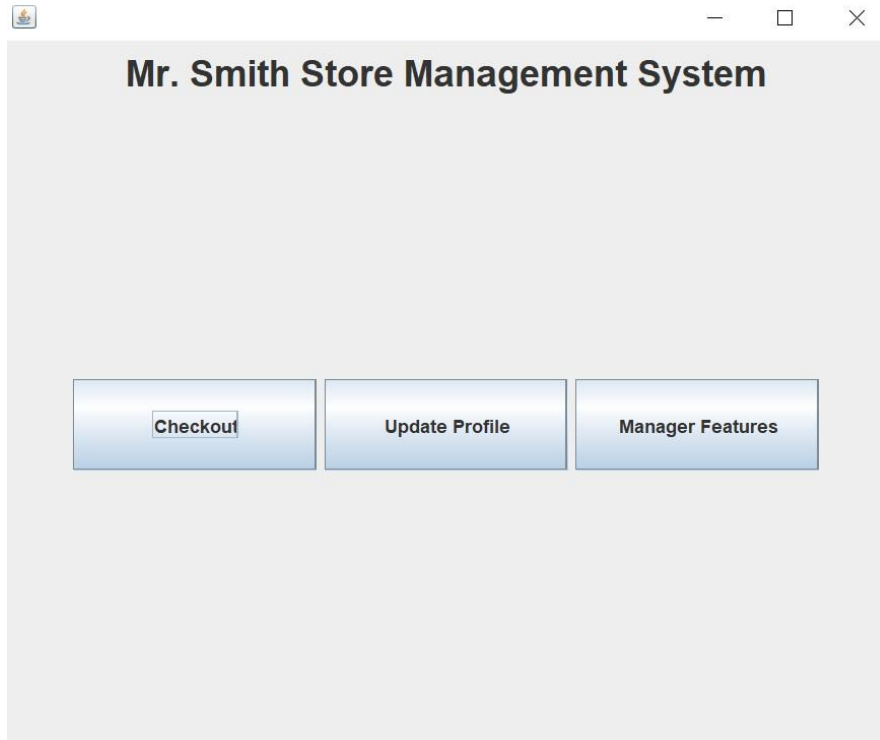 Mr. Smith Store Management System
Checkout
Update Profile
Manager Features